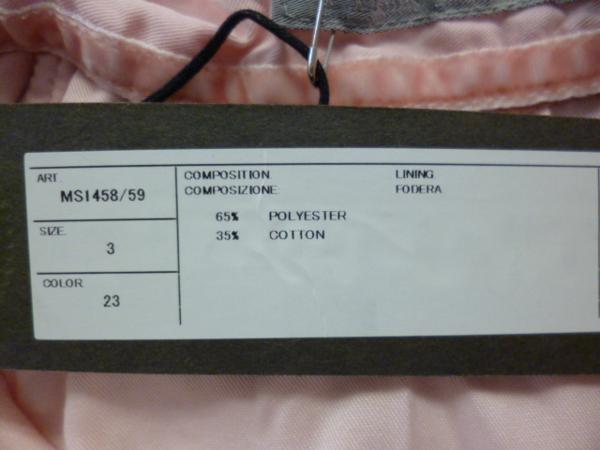 ART.
MS1458/59
SIZE.
3
COLOR
23
COMPOSITION
COMPOSIZIONE
65% POLYESTER
35% COTTON
LINING.
FODERA